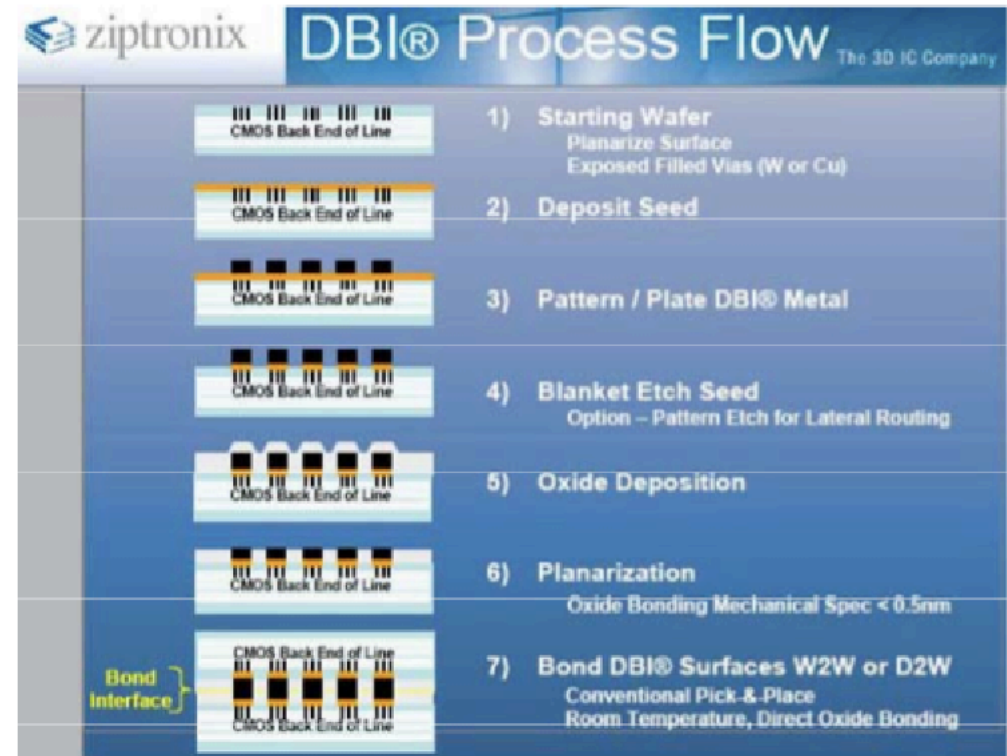 ziptronix
DBI® Process Flow
The 3D IC Company
CMOS Back End of Line
1) Starting Wafer
Planarize Surface
Exposed Filled Vias (W or Cu)
CMOS Back End of Line
2) Deposit Seed
CMOS Back End of Line
3) Pattern / Plate DBI® Metal
CMOS Back End of Line
4) Blanket Etch Seed
Option – Pattern Etch for Lateral Routing
CMOS Back End of Line
5) Oxide Deposition
CMOS Back End of Line
6) Planarization
Oxide Bonding Mechanical Spec < 0.5nm
Bond
Interface
CMOS Back End of Line
CMOS Back End of Line
7) Bond DBI® Surfaces W2W or D2W
Conventional Pick-&-Place
Room Temperature, Direct Oxide Bonding